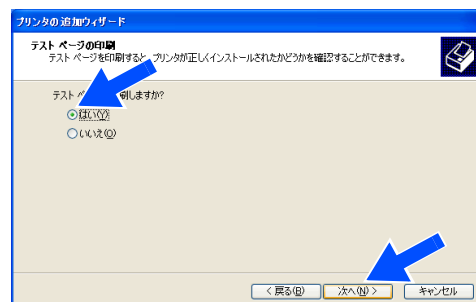 プリンタの追加ウィザード
テスト ページの印刷
テスト ページを印刷すると、プリンタが正しくインストールされたかどうかを確認することができます。
テスト 刷しますか?
はい(Y)
いいえ(O)
< 戻る(B) 次へ(N) > キャンセル